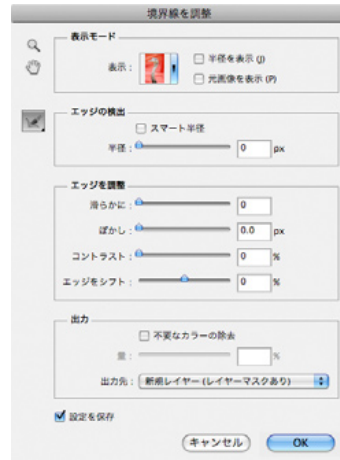 境界線を調整
表示モード
表示：
半径を表示 (J)
元画像を表示 (P)
エッジの検出
スマート半径
半径： 0 px
エッジを調整
滑らかに： 0
ぼかし： 0.0 px
コントラスト： 0 %
エッジをシフト： 0 %
出力
不要なカラーの除去
量： %
出力先： 新規レイヤー (レイヤーマスクあり)
設定を保存
キャンセル OK